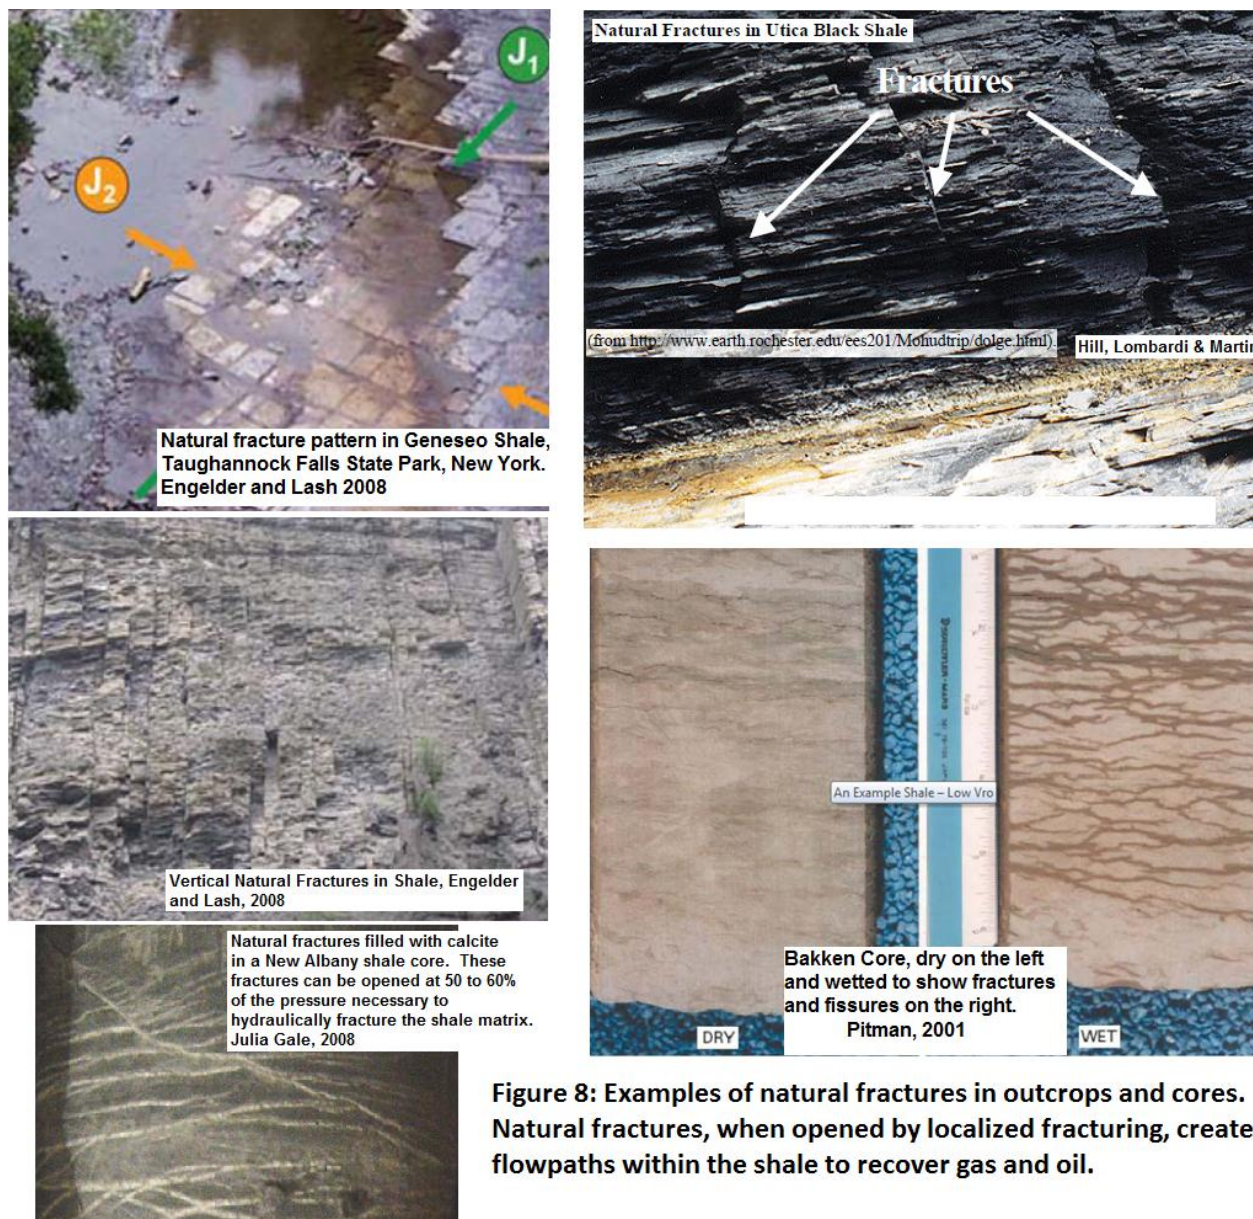 J1
J2
Natural fracture pattern in Geneseo Shale,
Taughannock Falls State Park, New York.
Engelder and Lash 2008
Natural Fractures in Utica Black Shale
Fractures
(from http://www.earth.rochester.edu/ees201/Mohudtrip/dolge.html).
Hill, Lombardi & Martin
Vertical Natural Fractures in Shale, Engelder
and Lash, 2008
An Example Shale – Low Vro
Bakken Core, dry on the left
and wetted to show fractures
and fissures on the right.
Pitman, 2001
DRY
WET
Natural fractures filled with calcite
in a New Albany shale core. These
fractures can be opened at 50 to 60%
of the pressure necessary to
hydraulically fracture the shale matrix.
Julia Gale, 2008
Figure 8: Examples of natural fractures in outcrops and cores.
Natural fractures, when opened by localized fracturing, create
flowpaths within the shale to recover gas and oil.